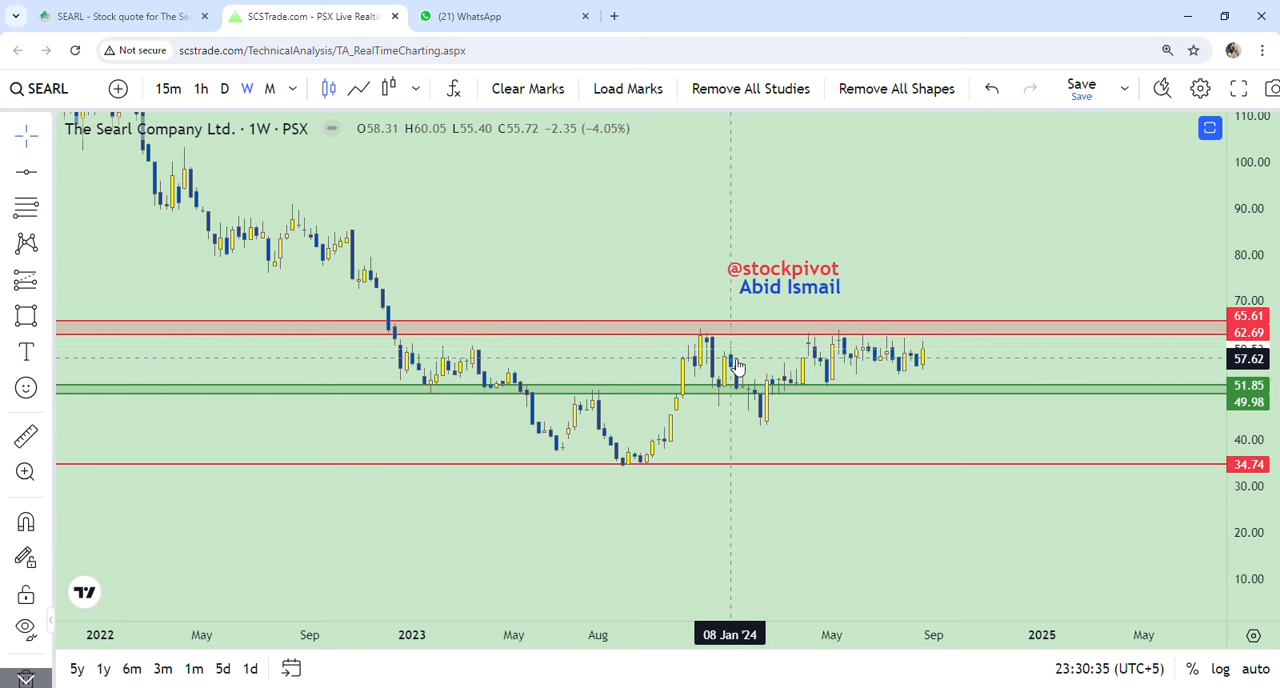 SEARL - Stock quote for The Se
SCSTrade.com - PSX Live Realtin
(21) WhatsApp
Not secure
scstrade.com/TechnicalAnalysis/TA_RealTimeCharting.aspx
SEARL
15m 1h D W M
Clear Marks
Load Marks
Remove All Studies
Remove All Shapes
Save
Save
The Searl Company Ltd. · 1W · PSX
O58.31 H60.05 L55.40 C55.72 −2.35 (−4.05%)
110.00
100.00
90.00
80.00
@stockpivot
Abid Ismail
70.00
65.61
62.69
57.62
51.85
49.98
40.00
34.74
30.00
20.00
10.00
2022 May Sep 2023 May Aug 08 Jan '24 May Sep 2025 May
5y 1y 6m 3m 1m 5d 1d
23:30:35 (UTC+5) % log auto